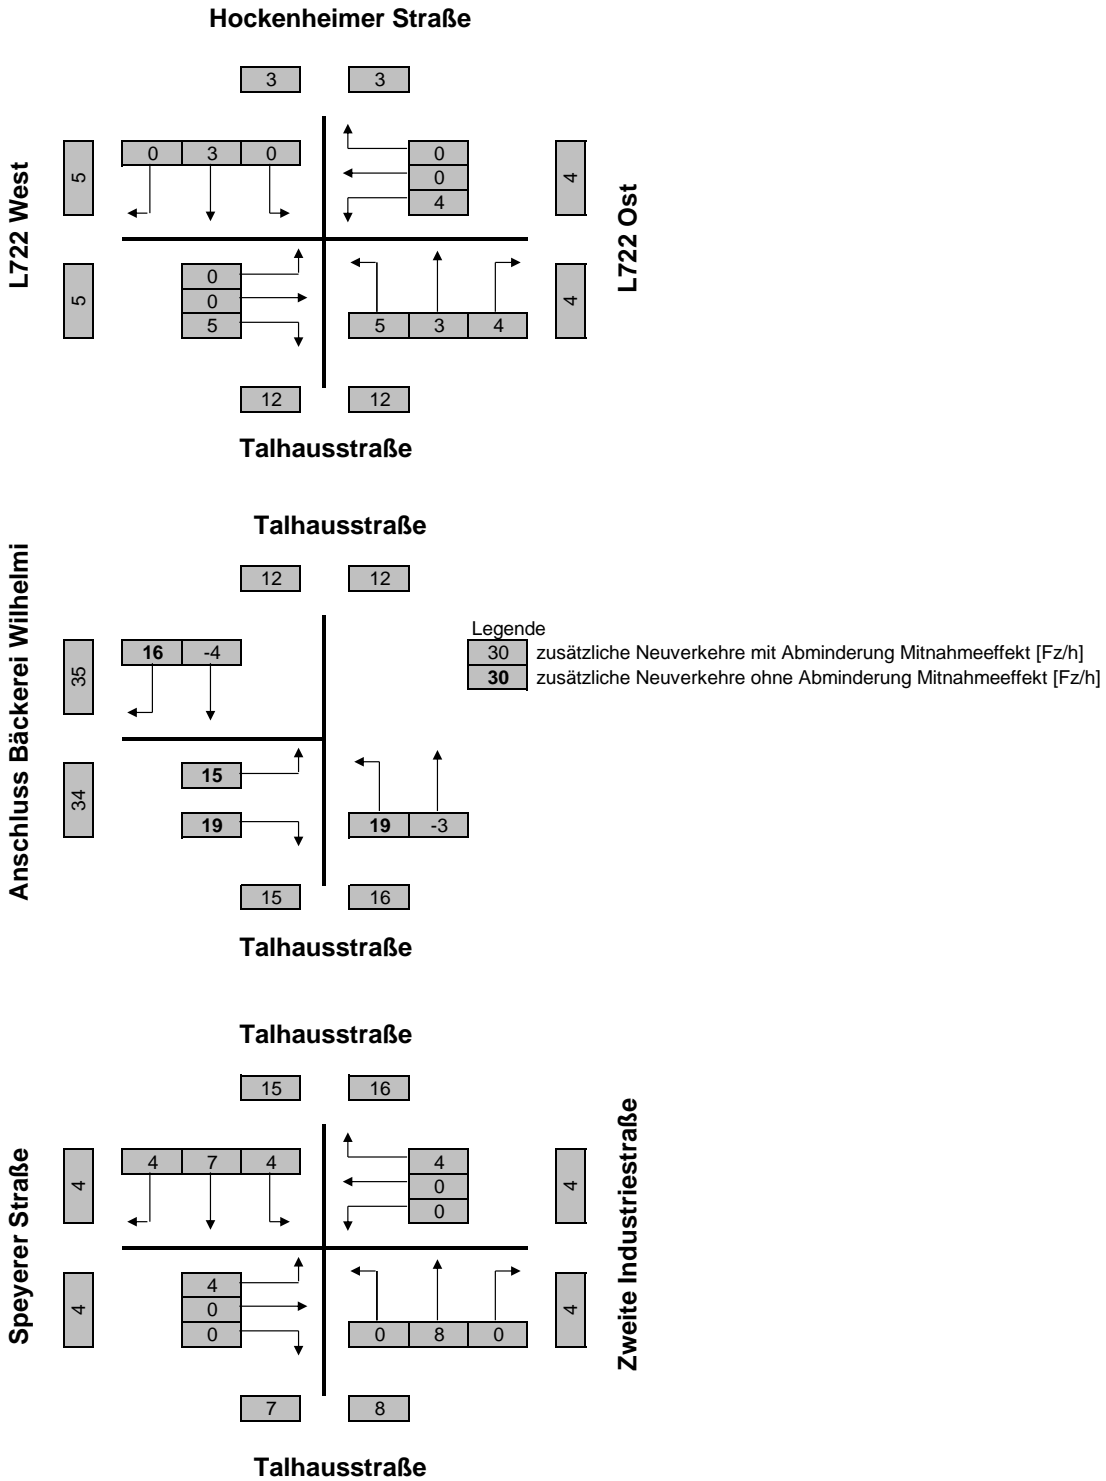 Hockenheimer Straße
3 3
L722 West
5
0 3 0
0
0
4
4
L722 Ost
5
0
0
5
5 3 4
4
12 12
Talhausstraße
Talhausstraße
12 12
Anschluss Bäckerei Wilhelmi
35
16 -4
Legende
30 zusätzliche Neuverkehre mit Abminderung Mitnahmeeffekt [Fz/h]
30 zusätzliche Neuverkehre ohne Abminderung Mitnahmeeffekt [Fz/h]
34
15
19
19 -3
15 16
Talhausstraße
Talhausstraße
15 16
Speyerer Straße
4
4 7 4
4
0
0
4
Zweite Industriestraße
4
4
0
0
0 8 0
4
7 8
Talhausstraße